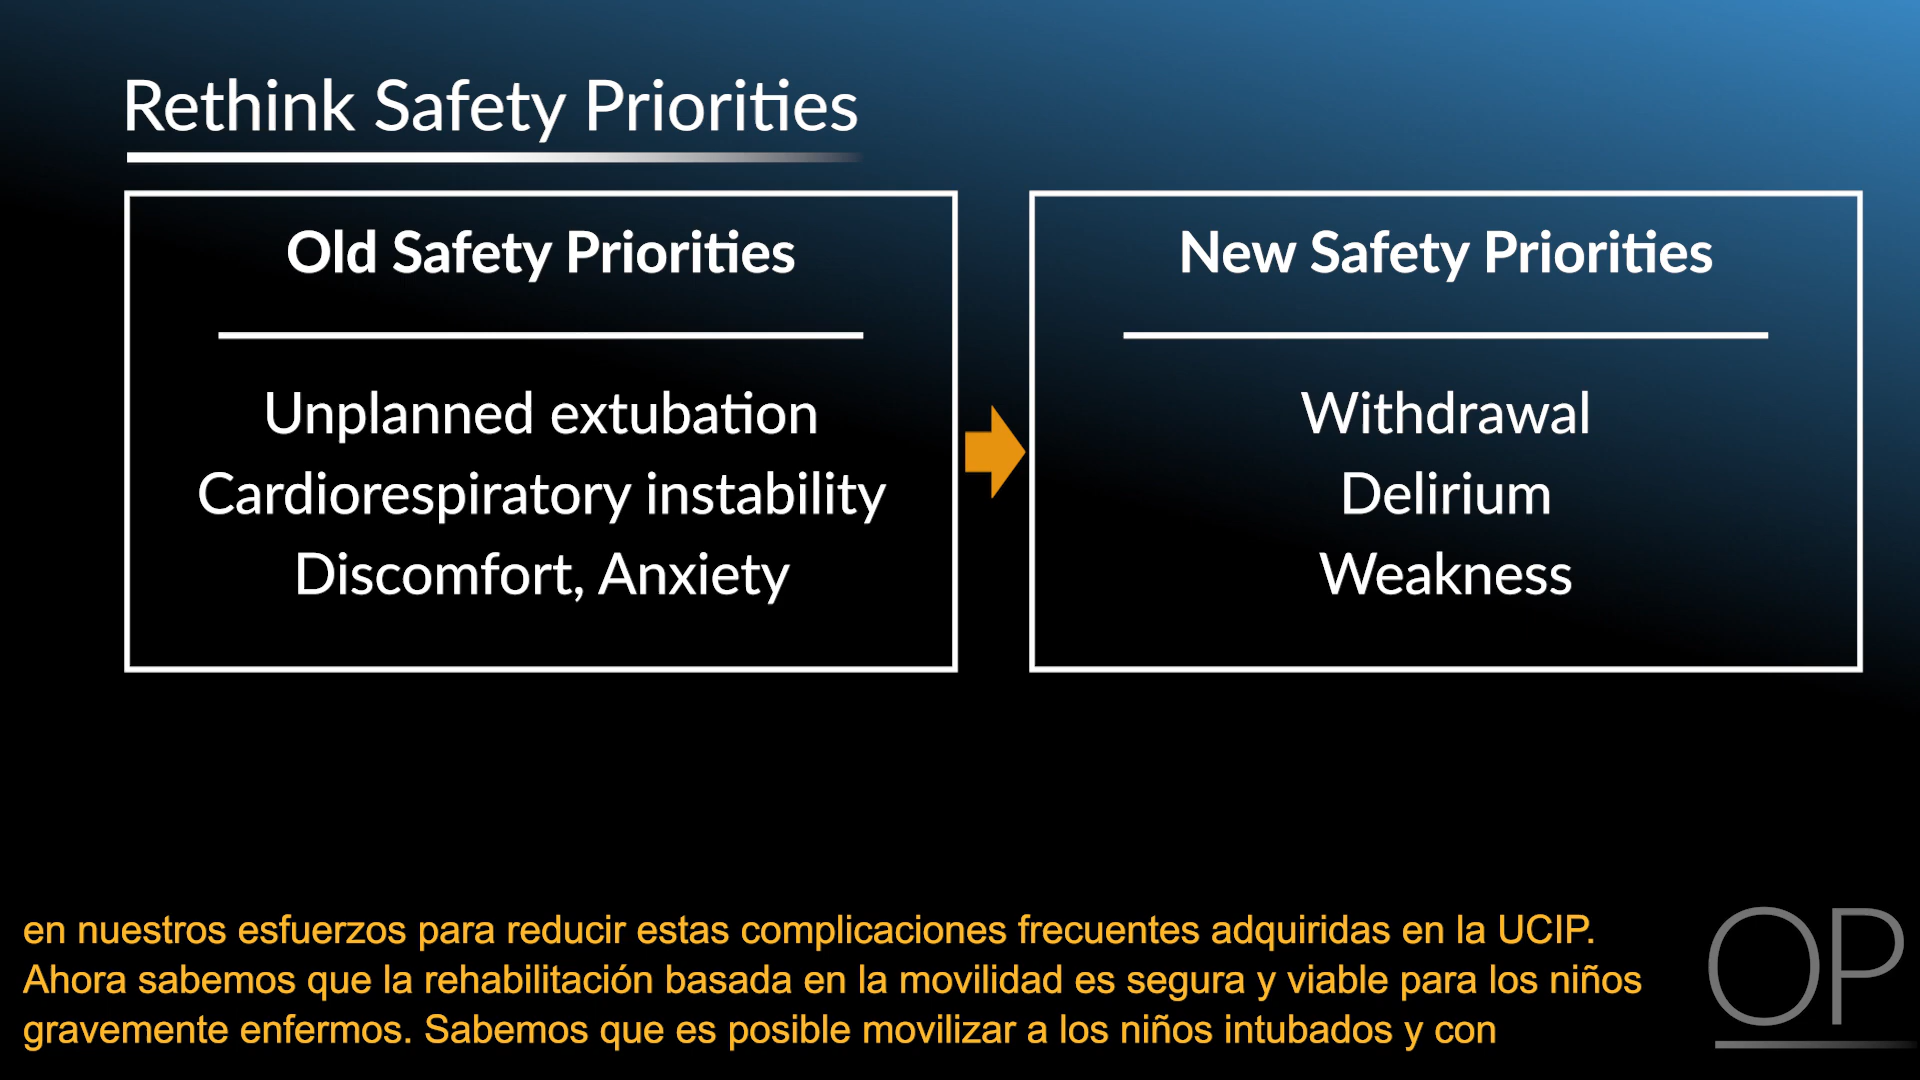 Rethink Safety Priorities
Old Safety Priorities
Unplanned extubation
Cardiorespiratory instability
Discomfort, Anxiety
New Safety Priorities
Withdrawal
Delirium
Weakness
en nuestros esfuerzos para reducir estas complicaciones frecuentes adquiridas en la UCIP.
Ahora sabemos que la rehabilitación basada en la movilidad es segura y viable para los niños
gravemente enfermos. Sabemos que es posible movilizar a los niños intubados y con
OP